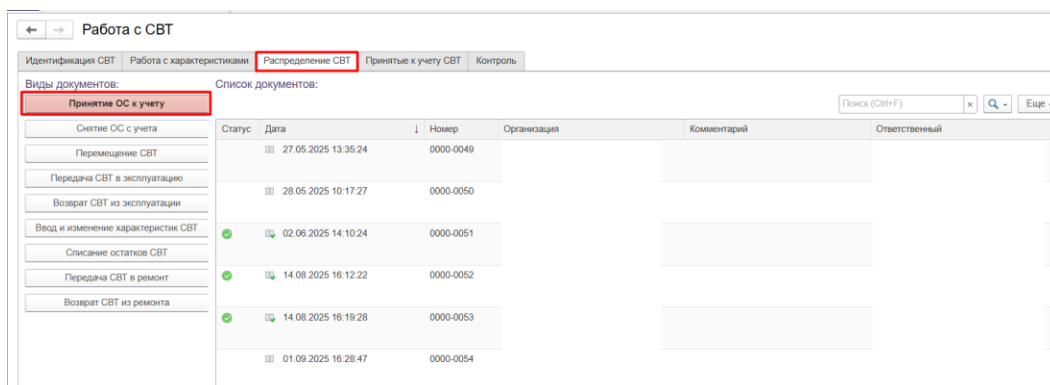 Работа с СВТ
Идентификация СВТ Работа с характеристиками Распределение СВТ Принятые к учету СВТ Контроль
Виды документов:
Принятие ОС к учету
Снятие ОС с учета
Перемещение СВТ
Передача СВТ в эксплуатацию
Возврат СВТ из эксплуатации
Ввод и изменение характеристик СВТ
Списание остатков СВТ
Передача СВТ в ремонт
Возврат СВТ из ремонта
Список документов:
Поиск (Ctrl+F) × Еще
Статус Дата ↓ Номер Организация Комментарий Ответственный
27.05.2025 13:35:24 0000-0049
28.05.2025 10:17:27 0000-0050
02.06.2025 14:10:24 0000-0051
14.08.2025 16:12:22 0000-0052
14.08.2025 16:19:28 0000-0053
01.09.2025 16:28:47 0000-0054